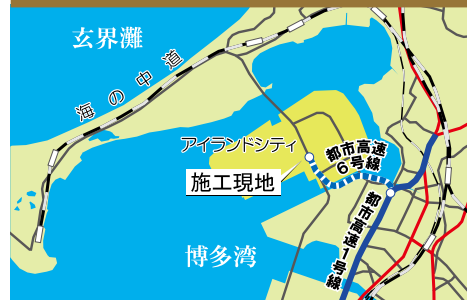 玄界灘
海の中道
アイランドシティ
都市高速
6号線
施工現地
都市高速1号線
博多湾